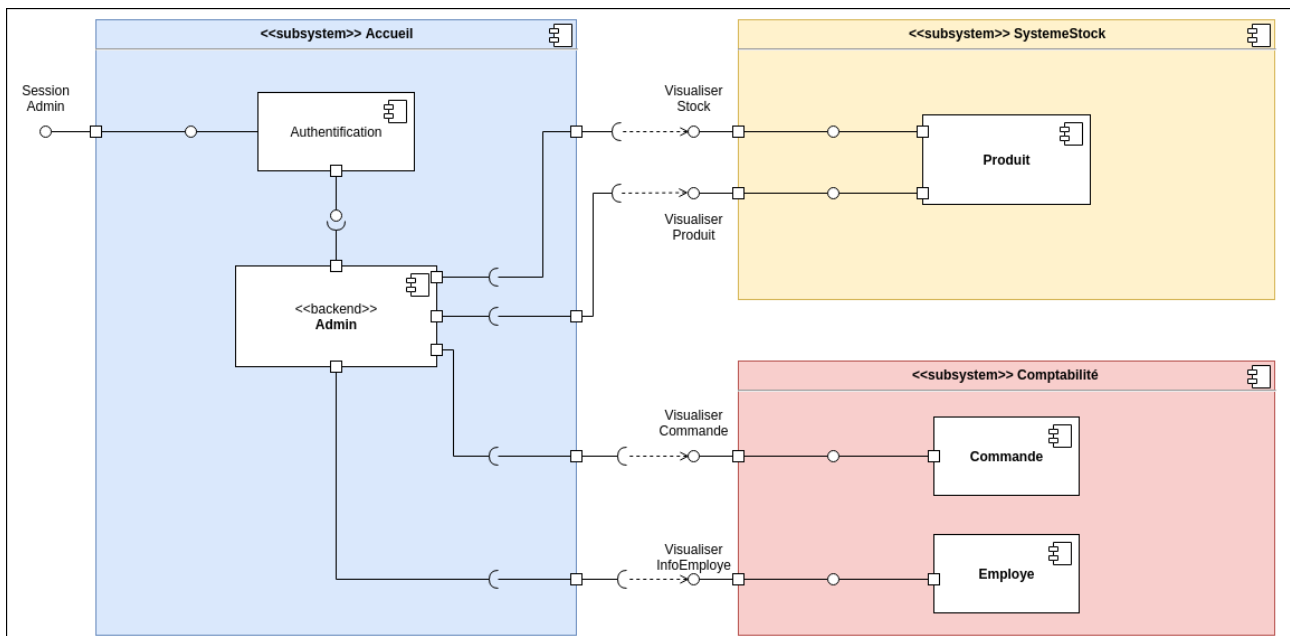 <<subsystem>> Accueil
<<subsystem>> SystemeStock
Session
Admin
Authentification
Visualiser
Stock
Produit
Visualiser
Produit
<<backend>>
Admin
<<subsystem>> Comptabilité
Visualiser
Commande
Commande
Visualiser
InfoEmploye
Employe